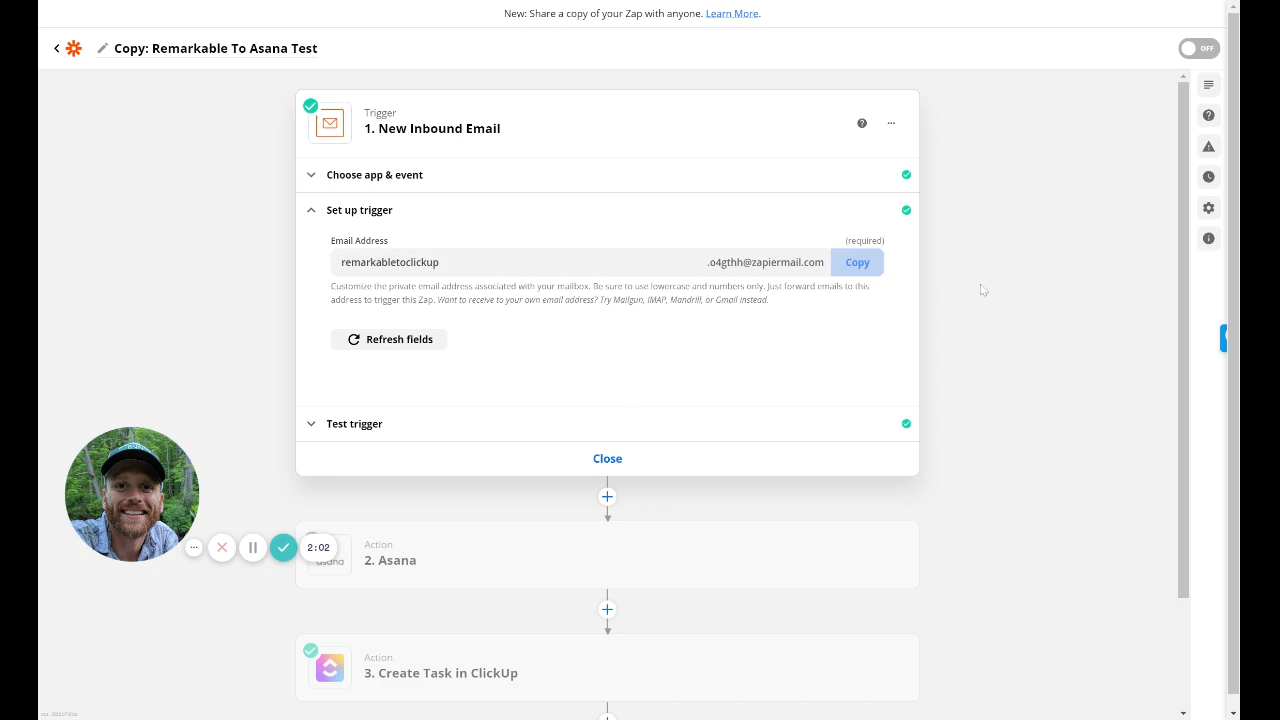 New: Share a copy of your Zap with anyone. Learn More.
Copy: Remarkable To Asana Test
OFF
Trigger
1. New Inbound Email
Choose app & event
Set up trigger
Email Address
(required)
remarkabletoclickup
.o4gthh@zapiermail.com
Copy
Customize the private email address associated with your mailbox. Be sure to use lowercase and numbers only. Just forward emails to this
address to trigger this Zap. Want to receive to your own email address? Try Mailgun, IMAP, Mandrill, or Gmail instead.
Refresh fields
Test trigger
Close
2:02
Action
asana
2. Asana
Action
3. Create Task in ClickUp